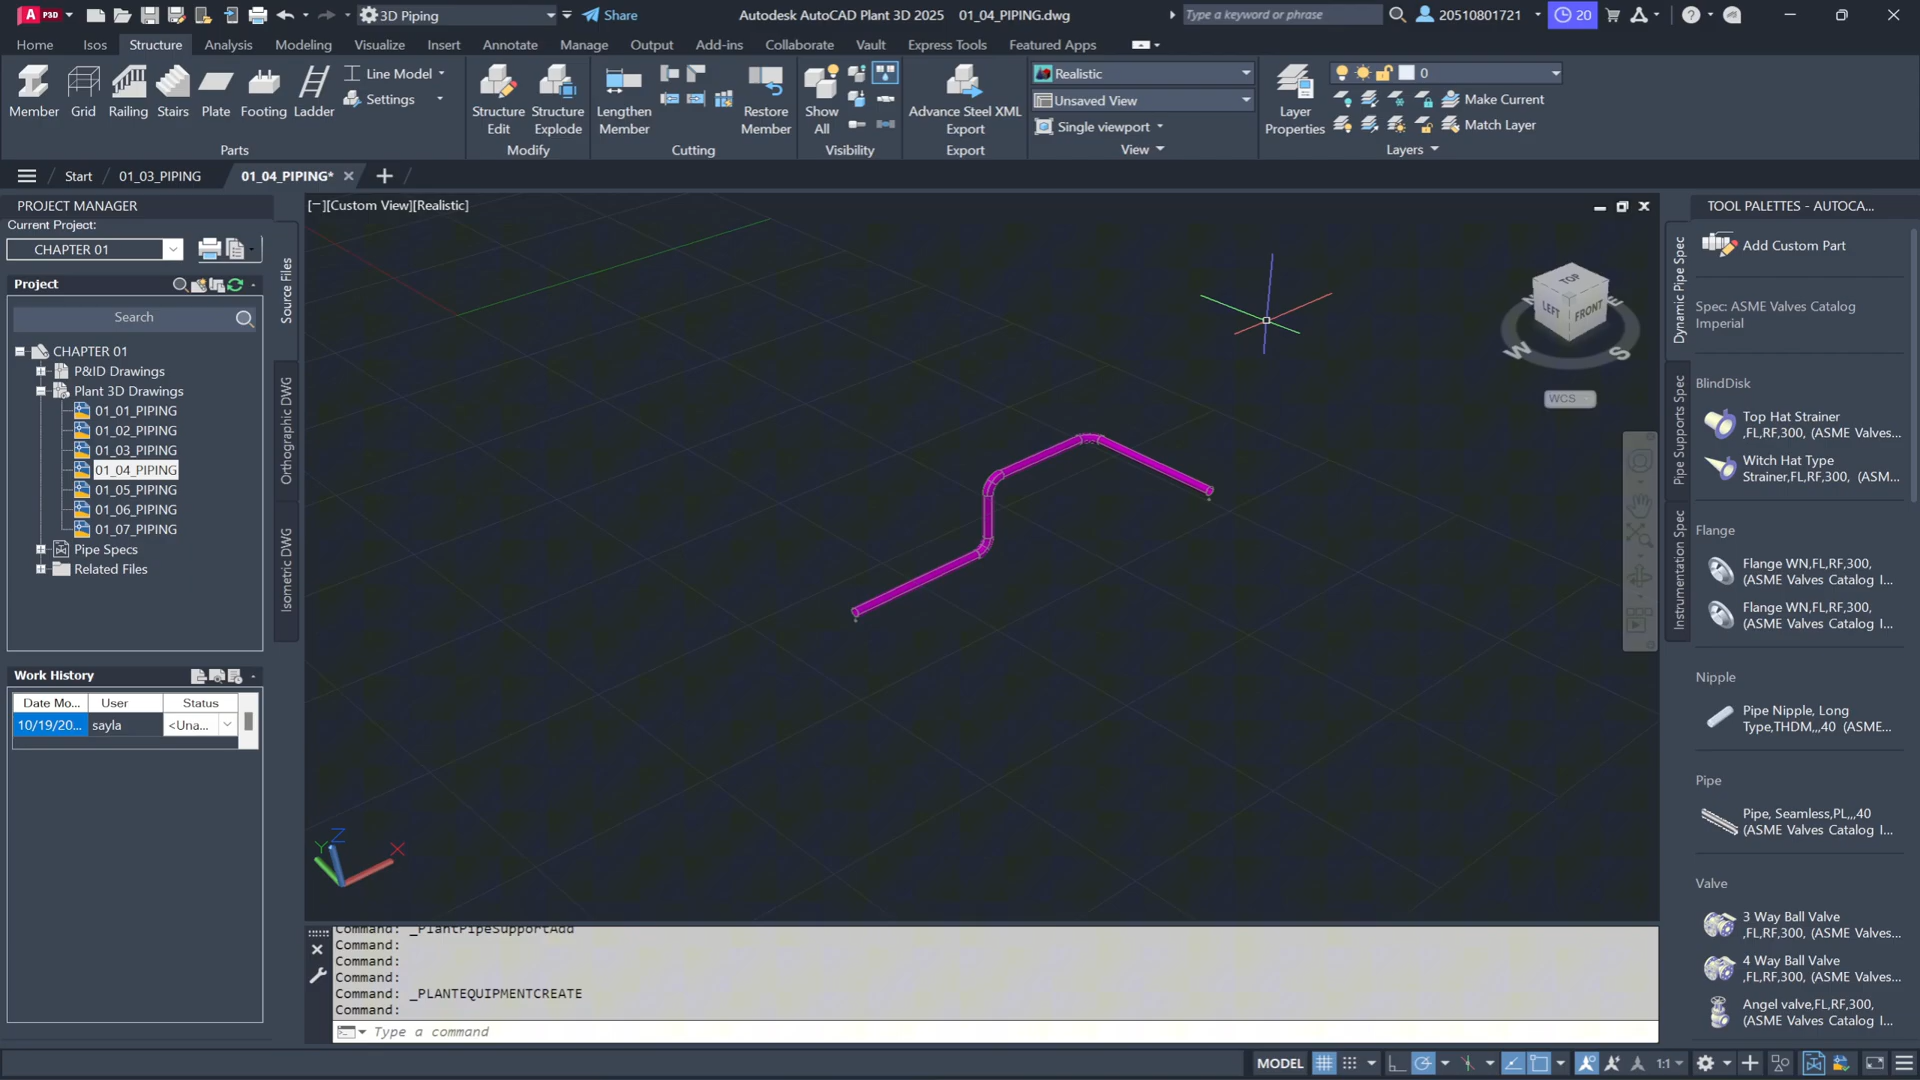 P3D
3D Piping
Share
Autodesk AutoCAD Plant 3D 2025 01_04_PIPING.dwg
Type a keyword or phrase
20510801721
20
Home
Isos
Structure
Analysis
Modeling
Visualize
Insert
Annotate
Manage
Output
Add-ins
Collaborate
Vault
Express Tools
Featured Apps
Member
Grid
Railing
Stairs
Plate
Footing
Ladder
Line Model
Settings
Parts
Structure
Edit
Structure
Explode
Modify
Lengthen
Member
Restore
Member
Cutting
Show
All
Visibility
Advance Steel XML
Export
Export
Realistic
Unsaved View
Single viewport
View
Layer
Properties
0
Make Current
Match Layer
Layers
Start
01_03_PIPING
01_04_PIPING*
PROJECT MANAGER
Current Project:
CHAPTER 01
Project
Search
CHAPTER 01
P&ID Drawings
Plant 3D Drawings
01_01_PIPING
01_02_PIPING
01_03_PIPING
01_04_PIPING
01_05_PIPING
01_06_PIPING
01_07_PIPING
Pipe Specs
Related Files
Source Files
Orthographic DWG
Isometric DWG
Work History
Date Mo...
User
Status
10/19/20...
sayla
<Una...
[−][Custom View][Realistic]
TOP
LEFT
FRONT
N
E
W
S
WCS
X
Y
Z
Command: _PlantPipeSupportAdd
Command:
Command:
Command:
Command: _PLANTEQUIPMENTCREATE
Command:
Type a command
TOOL PALETTES - AUTOCA...
Dynamic Pipe Spec
Pipe Supports Spec
Instrumentation Spec
Add Custom Part
Spec: ASME Valves Catalog
Imperial
BlindDisk
Top Hat Strainer
,FL,RF,300, (ASME Valves...
Witch Hat Type
Strainer,FL,RF,300, (ASM...
Flange
Flange WN,FL,RF,300,
(ASME Valves Catalog I...
Flange WN,FL,RF,300,
(ASME Valves Catalog I...
Nipple
Pipe Nipple, Long
Type,THDM,,,40 (ASME...
Pipe
Pipe, Seamless,PL,,,40
(ASME Valves Catalog I...
Valve
3 Way Ball Valve
,FL,RF,300, (ASME Valves...
4 Way Ball Valve
,FL,RF,300, (ASME Valves...
Angel valve,FL,RF,300,
(ASME Valves Catalog I...
MODEL
1:1